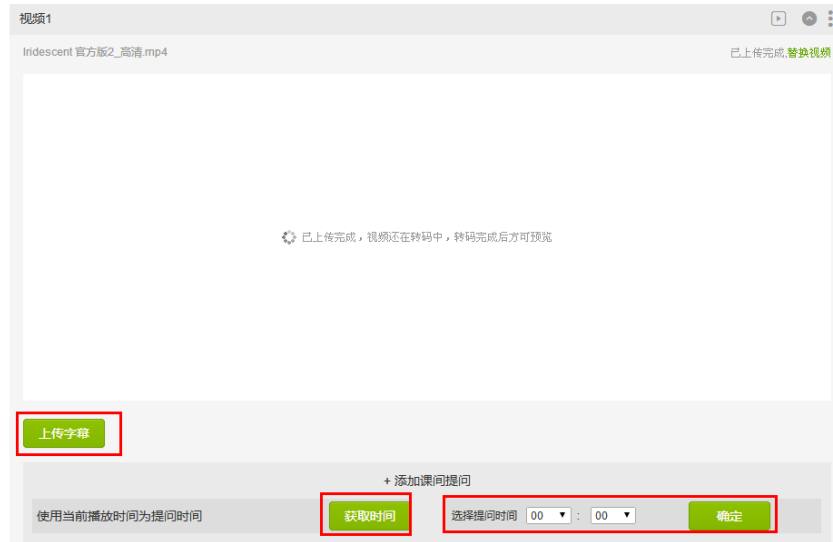 视频1
Iridescent 官方版2_高清.mp4 已上传完成,替换视频
已上传完成，视频还在转码中，转码完成后方可预览
上传字幕
+ 添加课间提问
使用当前播放时间为提问时间 获取时间 选择提问时间 00 : 00 确定